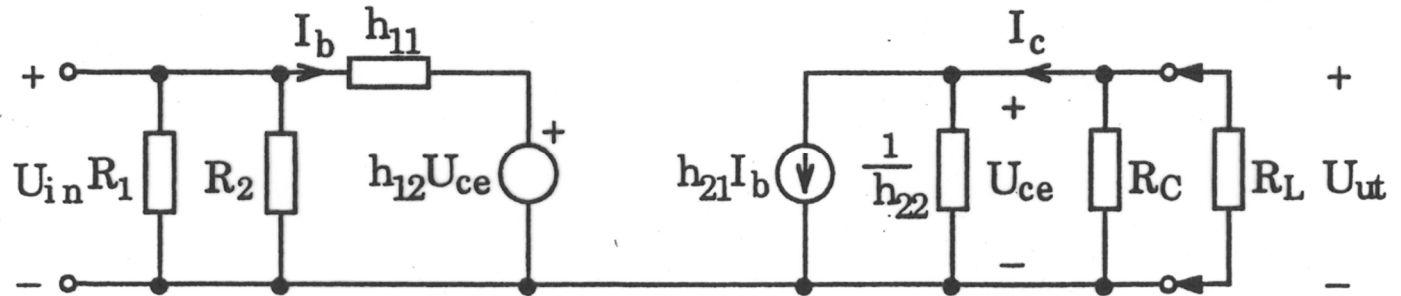 I_b h_11 I_c
+ + + +
U_in R_1 R_2 h_12U_ce h_21I_b 1/h_22 U_ce R_C R_L U_ut
− − − −